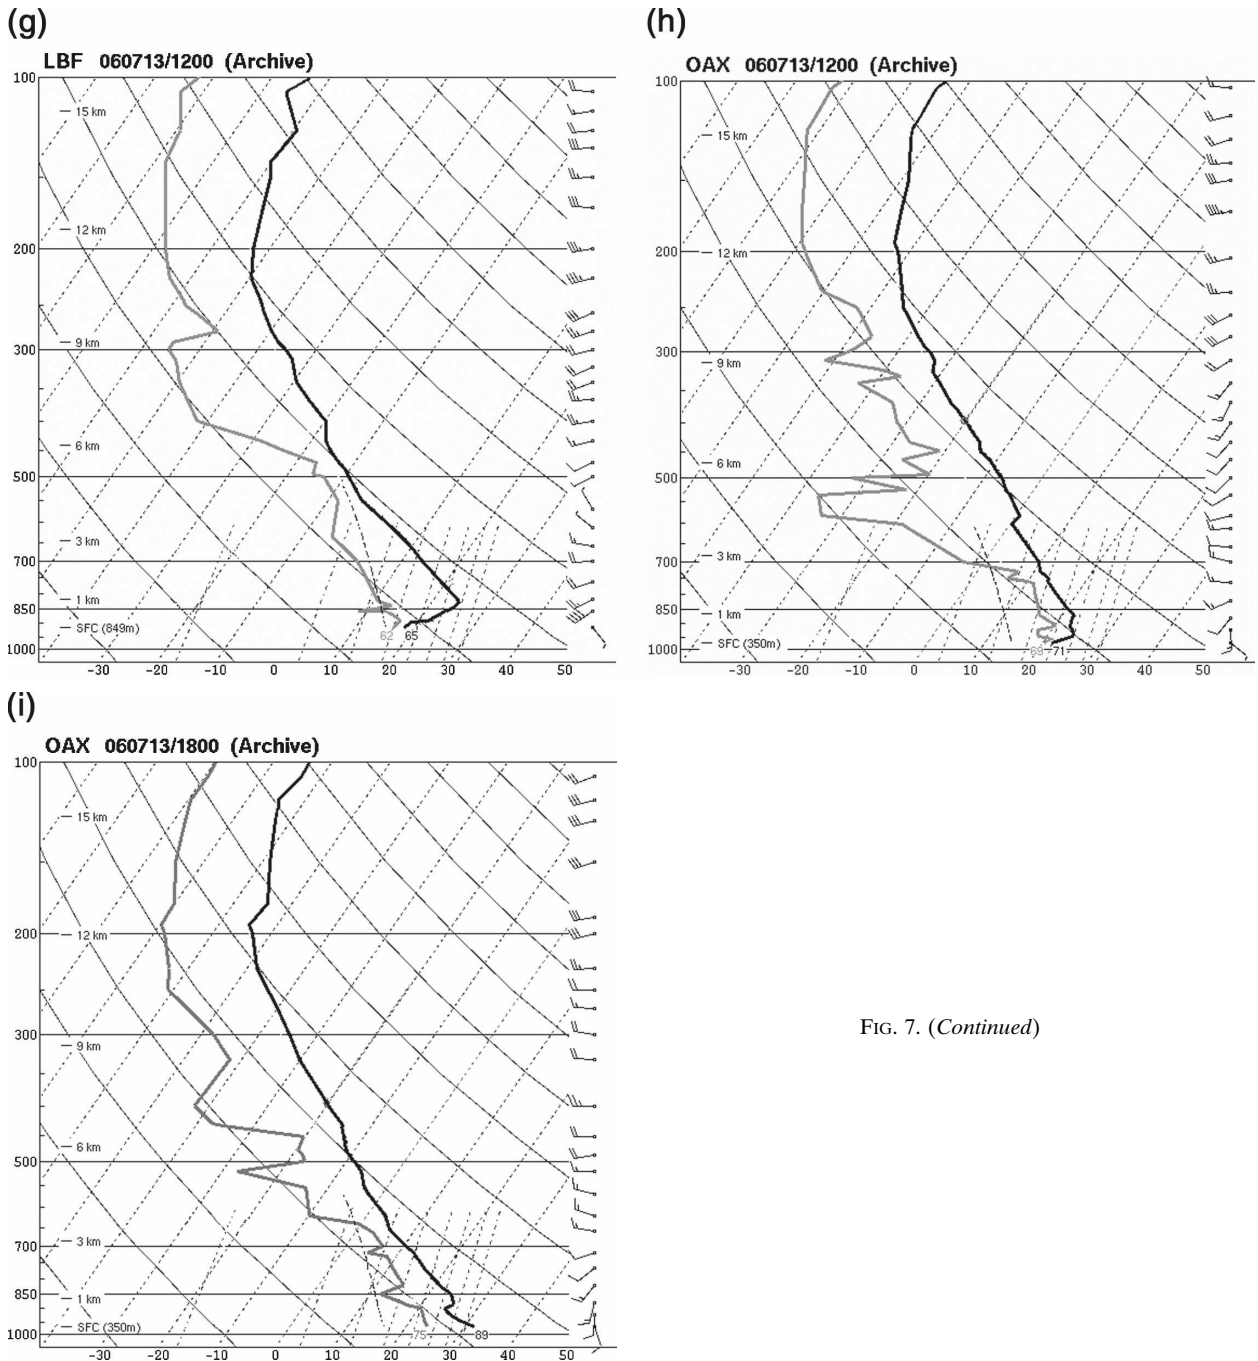 (g)
LBF 060713/1200 (Archive)
100
15 km
12 km
200
9 km
300
6 km
500
3 km
700
1 km
850
SFC (849m)
62 65
1000
-30 -20 -10 0 10 20 30 40 50
(h)
OAX 060713/1200 (Archive)
100
15 km
12 km
200
300
9 km
6 km
500
3 km
700
1 km
850
SFC (350m)
69 71
1000
-30 -20 -10 0 10 20 30 40 50
(i)
OAX 060713/1800 (Archive)
100
15 km
12 km
200
300
9 km
6 km
500
3 km
700
850
1 km
SFC (350m)
75 89
1000
-30 -20 -10 0 10 20 30 40 50
FIG. 7. (Continued)